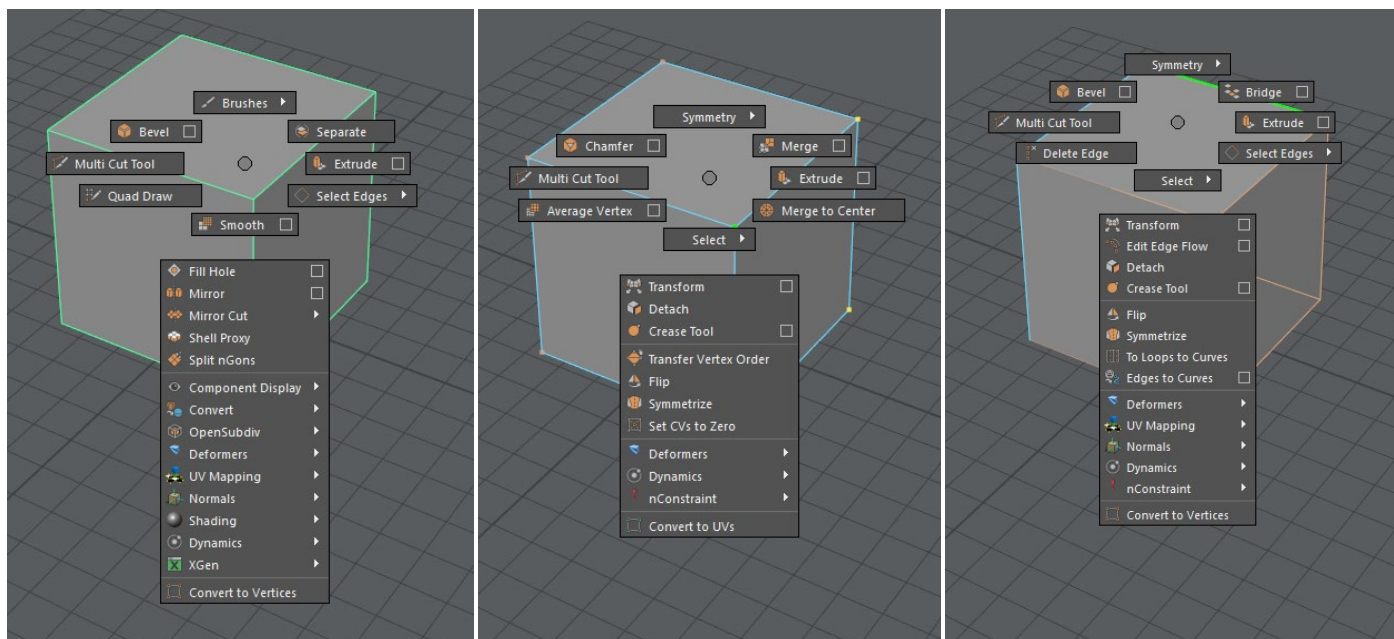 Brushes
Bevel
Separate
Multi Cut Tool
Extrude
Quad Draw
Select Edges
Smooth
Fill Hole
Mirror
Mirror Cut
Shell Proxy
Split nGons
Component Display
Convert
OpenSubdiv
Deformers
UV Mapping
Normals
Shading
Dynamics
XGen
Convert to Vertices
Symmetry
Chamfer
Merge
Multi Cut Tool
Extrude
Average Vertex
Merge to Center
Select
Transform
Detach
Crease Tool
Transfer Vertex Order
Flip
Symmetrize
Set CVs to Zero
Deformers
Dynamics
nConstraint
Convert to UVs
Symmetry
Bevel
Bridge
Multi Cut Tool
Extrude
Delete Edge
Select Edges
Select
Transform
Edit Edge Flow
Detach
Crease Tool
Flip
Symmetrize
To Loops to Curves
Edges to Curves
Deformers
UV Mapping
Normals
Dynamics
nConstraint
Convert to Vertices